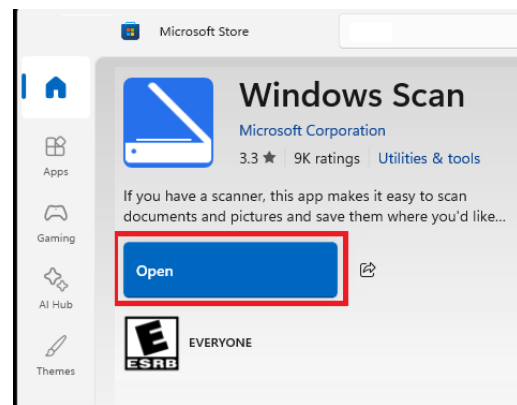 Microsoft Store
Windows Scan
Microsoft Corporation
3.3 ★ 9K ratings Utilities & tools
If you have a scanner, this app makes it easy to scan
documents and pictures and save them where you'd like...
Open
E
ESRB
EVERYONE
Apps
Gaming
AI Hub
Themes